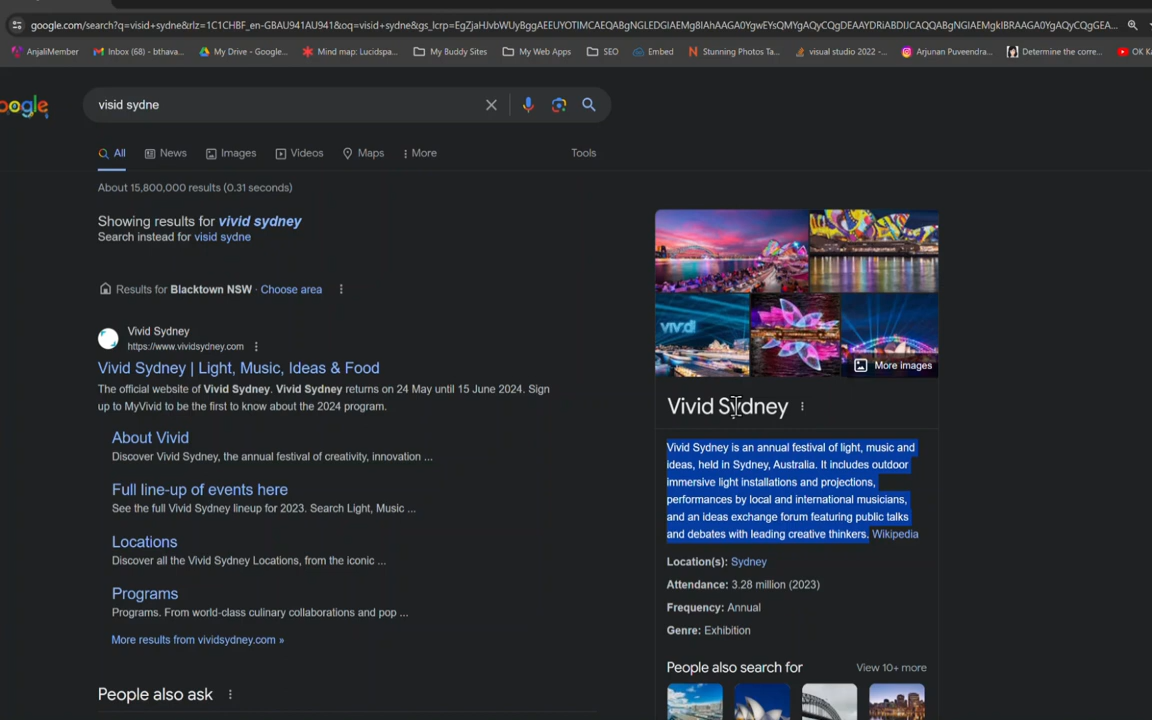 google.com/search?q=visid+sydne&rlz=1C1CHBF_en-GBAU941AU941&oq=visid+sydne&gs_lcrp=
AnjaliMember
Inbox (68) - bthava...
My Drive - Google...
Mind map: Lucidspa...
My Buddy Sites
My Web Apps
SEO
Embed
Stunning Photos Ta...
visual studio 2022 -...
Arjunan Puveendra...
Determine the corre...
OK
oogle
visid sydne
All
News
Images
Videos
Maps
More
Tools
About 15,800,000 results (0.31 seconds)
Showing results for vivid sydney
Search instead for visid sydne
Results for Blacktown NSW · Choose area
Vivid Sydney
https://www.vividsydney.com
Vivid Sydney | Light, Music, Ideas & Food
The official website of Vivid Sydney. Vivid Sydney returns on 24 May until 15 June 2024. Sign
up to MyVivid to be the first to know about the 2024 program.
About Vivid
Discover Vivid Sydney, the annual festival of creativity, innovation ...
Full line-up of events here
See the full Vivid Sydney lineup for 2023. Search Light, Music ...
Locations
Discover all the Vivid Sydney Locations, from the iconic ...
Programs
Programs. From world-class culinary collaborations and pop ...
More results from vividsydney.com »
People also ask
More images
Vivid Sydney
Vivid Sydney is an annual festival of light, music and
ideas, held in Sydney, Australia. It includes outdoor
immersive light installations and projections,
performances by local and international musicians,
and an ideas exchange forum featuring public talks
and debates with leading creative thinkers. Wikipedia
Location(s): Sydney
Attendance: 3.28 million (2023)
Frequency: Annual
Genre: Exhibition
People also search for
View 10+ more